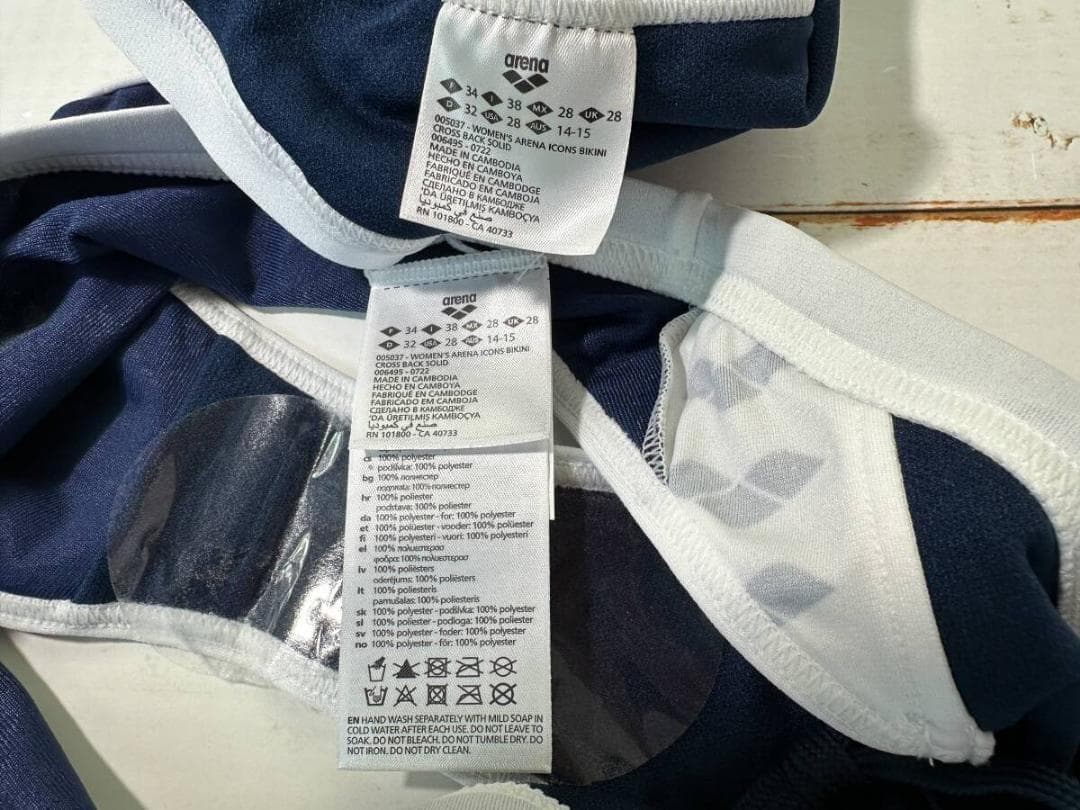 arena
F 34 I 38 MX 28 UK 28
D 32 USA 28 AUS 14-15
005037 - WOMEN'S ARENA ICONS BIKINI
CROSS BACK SOLID
006495 - 0722
MADE IN CAMBODIA
HECHO EN CAMBOYA
FABRIQUÉ EN CAMBODGE
FABRICADO EM CAMBOJA
СДЕЛАНО В КАМБОДЖЕ
'DA ÜRETILMIŞ KAMBOÇYA
صنع في كمبوديا
RN 101800 - CA 40733
arena
F 34 I 38 MX 28 UK 28
D 32 USA 28 AUS 14-15
005037 - WOMEN'S ARENA ICONS BIKINI
CROSS BACK SOLID
006495 - 0722
MADE IN CAMBODIA
HECHO EN CAMBOYA
FABRIQUÉ EN CAMBODGE
FABRICADO EM CAMBOJA
СДЕЛАНО В КАМБОДЖЕ
'DA ÜRETILMIŞ KAMBOÇYA
صنع في كمبوديا
RN 101800 - CA 40733
cs 100% polyester
podšívka: 100% polyester
bg 100% полиестер
подплата: 100% полиестер
hr 100% poliester
podstava: 100% poliester
da 100% polyester - for: 100% polyester
et 100% polüester - vooder: 100% polüester
fi 100% polyesteri - vuori: 100% polyesteri
el 100% πολυεστερας
φοδρα: 100% πολυεστερας
lv 100% poliēsters
oderējums: 100% poliēsters
lt 100% poliesteris
pamušalas: 100% poliesteris
sk 100% polyester - podšívka: 100% polyester
sl 100% poliester - podloga: 100% poliester
sv 100% polyester - foder: 100% polyester
no 100% polyester - fôr: 100% polyester
EN HAND WASH SEPARATELY WITH MILD SOAP IN
COLD WATER AFTER EACH USE. DO NOT LEAVE TO
SOAK. DO NOT BLEACH. DO NOT TUMBLE DRY. DO
NOT IRON. DO NOT DRY CLEAN.